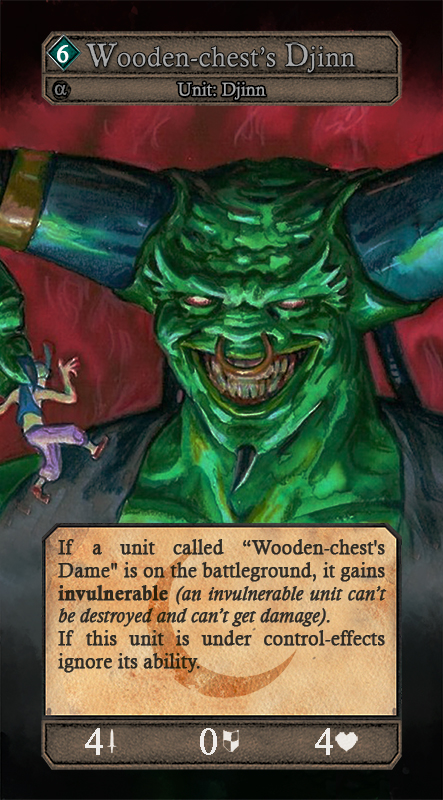 6 Wooden-chest's Djinn
α Unit: Djinn
If a unit called “Wooden-chest's
Dame" is on the battleground, it gains
invulnerable (an invulnerable unit can't
be destroyed and can't get damage).
If this unit is under control-effects
ignore its ability.
4 0 4